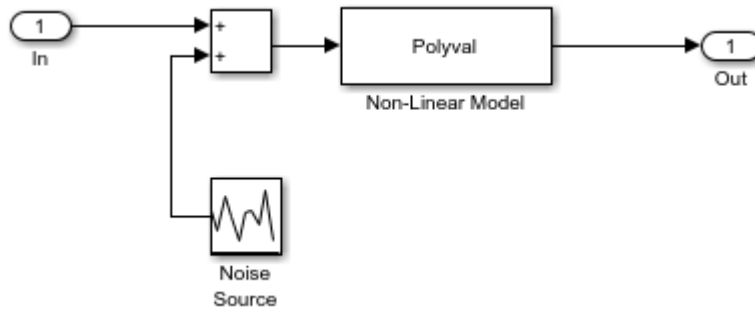 1
In
+
+
Polyval
Non-Linear Model
1
Out
Noise
Source